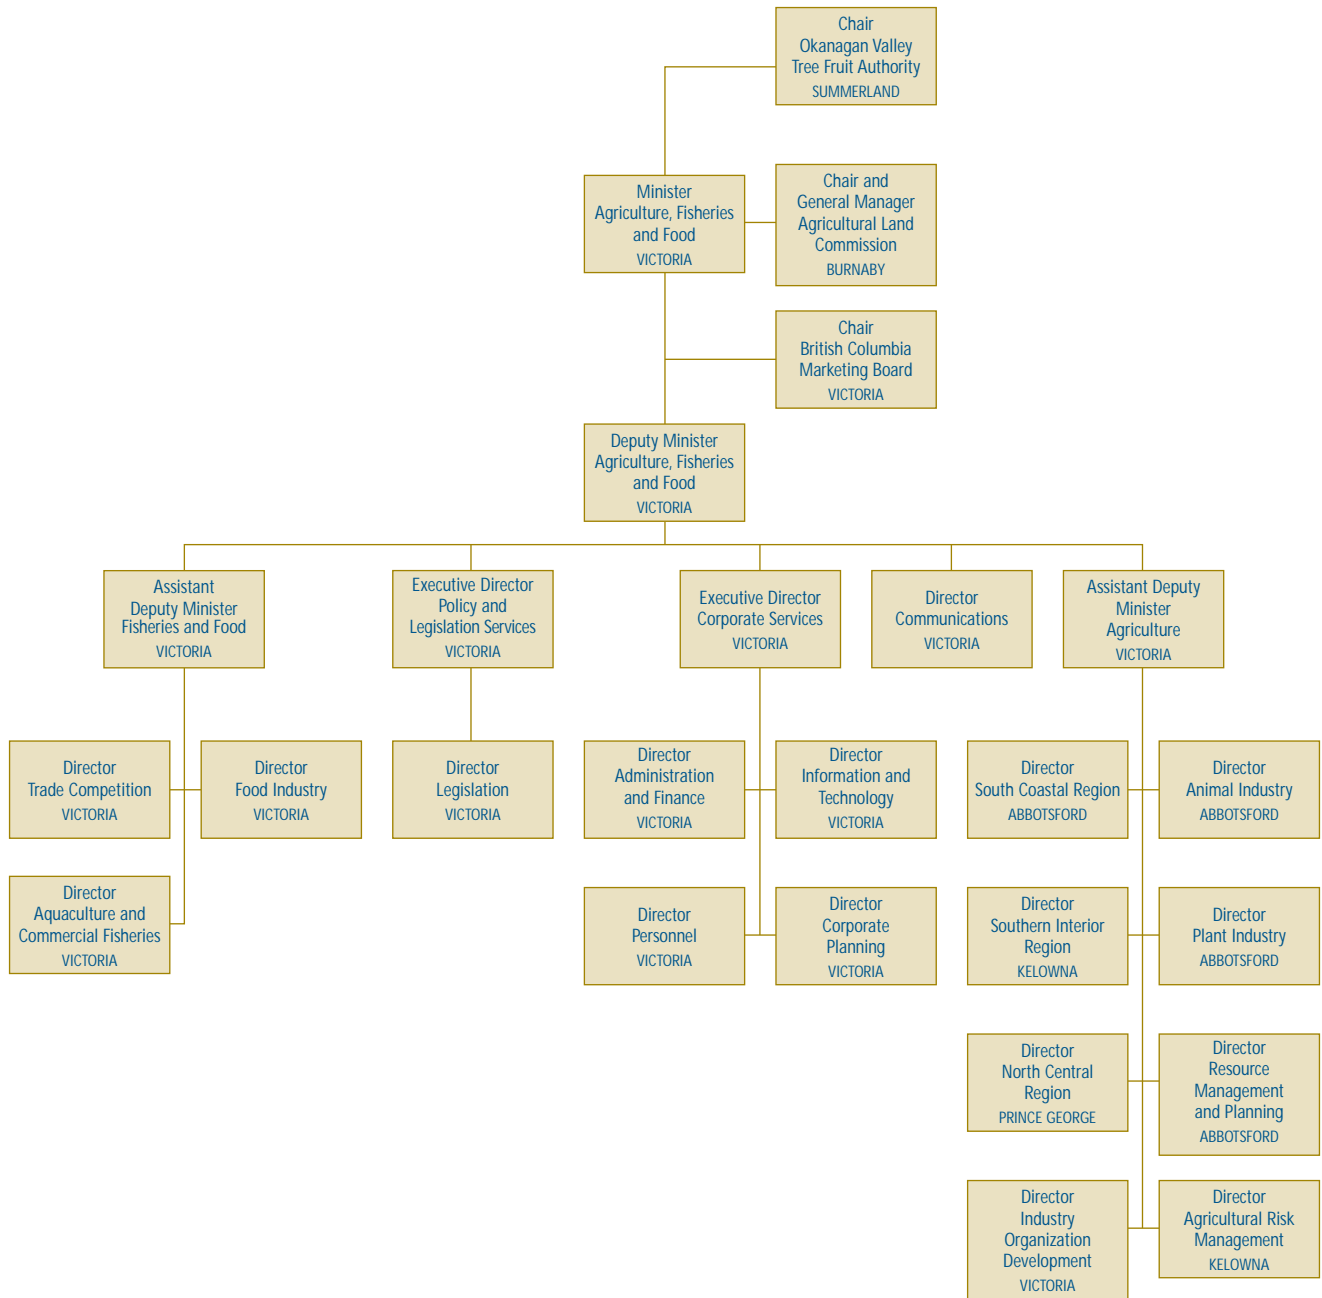 Chair
Okanagan Valley
Tree Fruit Authority
SUMMERLAND
Minister
Agriculture, Fisheries
and Food
VICTORIA
Chair and
General Manager
Agricultural Land
Commission
BURNABY
Chair
British Columbia
Marketing Board
VICTORIA
Deputy Minister
Agriculture, Fisheries
and Food
VICTORIA
Assistant
Deputy Minister
Fisheries and Food
VICTORIA
Executive Director
Policy and
Legislation Services
VICTORIA
Executive Director
Corporate Services
VICTORIA
Director
Communications
VICTORIA
Assistant Deputy
Minister
Agriculture
VICTORIA
Director
Trade Competition
VICTORIA
Director
Food Industry
VICTORIA
Director
Legislation
VICTORIA
Director
Administration
and Finance
VICTORIA
Director
Information and
Technology
VICTORIA
Director
South Coastal Region
ABBOTSFORD
Director
Animal Industry
ABBOTSFORD
Director
Aquaculture and
Commercial Fisheries
VICTORIA
Director
Personnel
VICTORIA
Director
Corporate
Planning
VICTORIA
Director
Southern Interior
Region
KELOWNA
Director
Plant Industry
ABBOTSFORD
Director
North Central
Region
PRINCE GEORGE
Director
Resource
Management
and Planning
ABBOTSFORD
Director
Industry
Organization
Development
VICTORIA
Director
Agricultural Risk
Management
KELOWNA